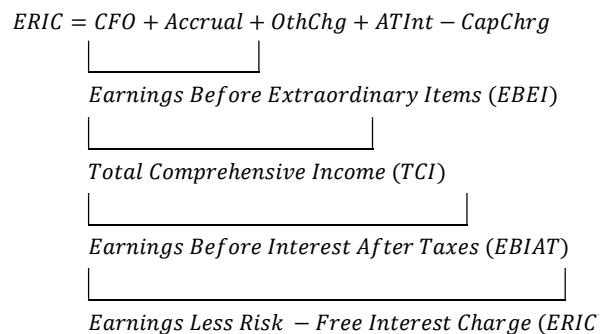 ERIC = CFO + Accrual + OthChg + ATInt − CapChrg
Earnings Before Extraordinary Items (EBEI)
Total Comprehensive Income (TCI)
Earnings Before Interest After Taxes (EBIAT)
Earnings Less Risk − Free Interest Charge (ERIC)